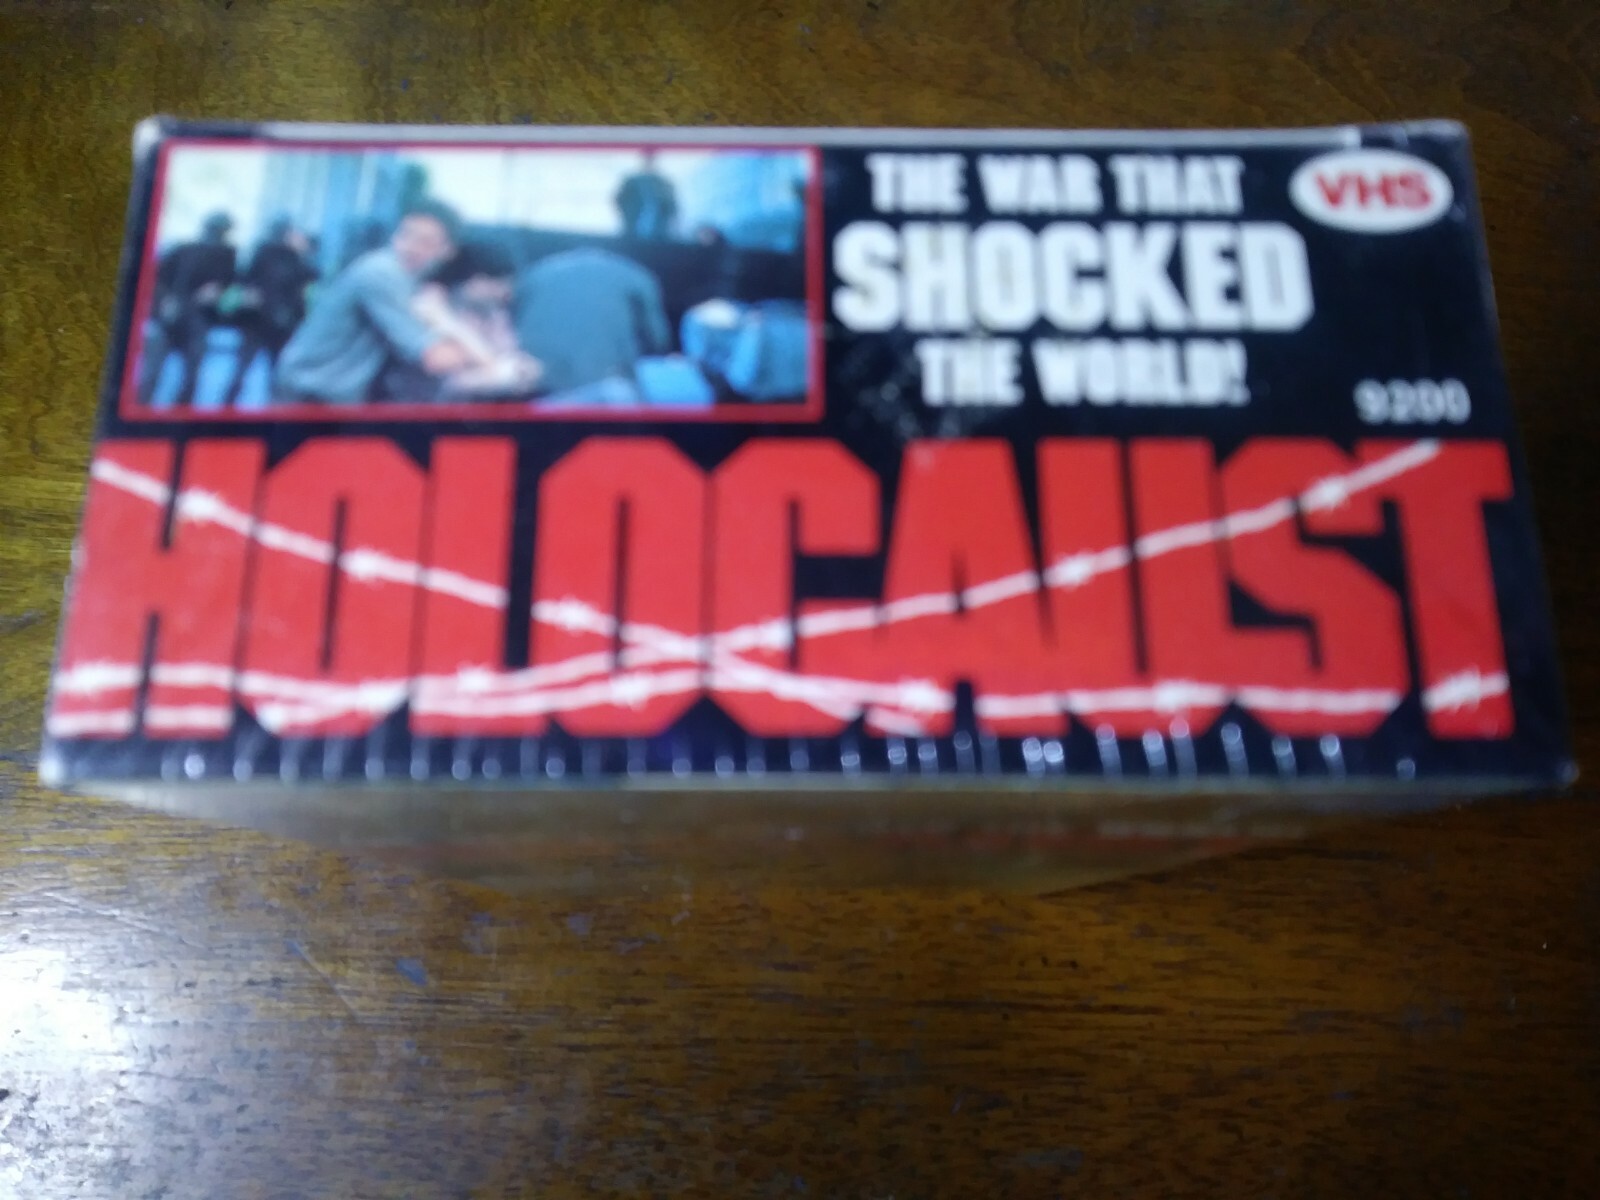 THE WAR THAT
VHS
SHOCKED
THE WORLD!
9200
HOLOCAUST